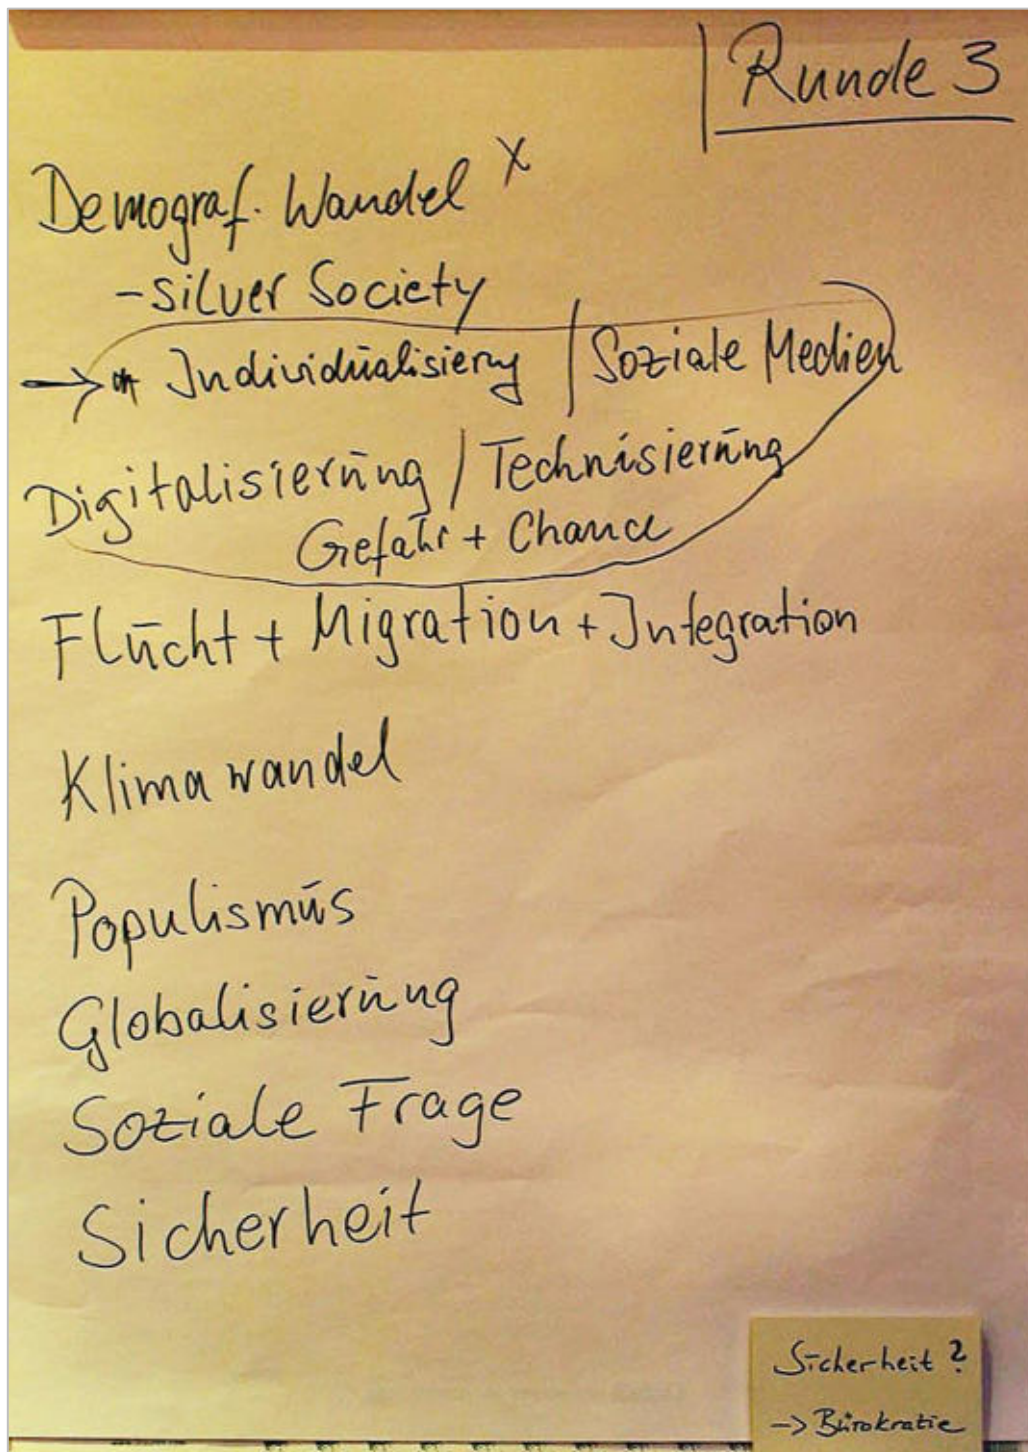 Runde 3
Demograf. Wandel x
- silver Society
→ Individualisierung / Soziale Medien
Digitalisierung / Technisierung
Gefahr + Chance
Flucht + Migration + Integration
Klimawandel
Populismus
Globalisierung
Soziale Frage
Sicherheit
Sicherheit?
-> Bürokratie